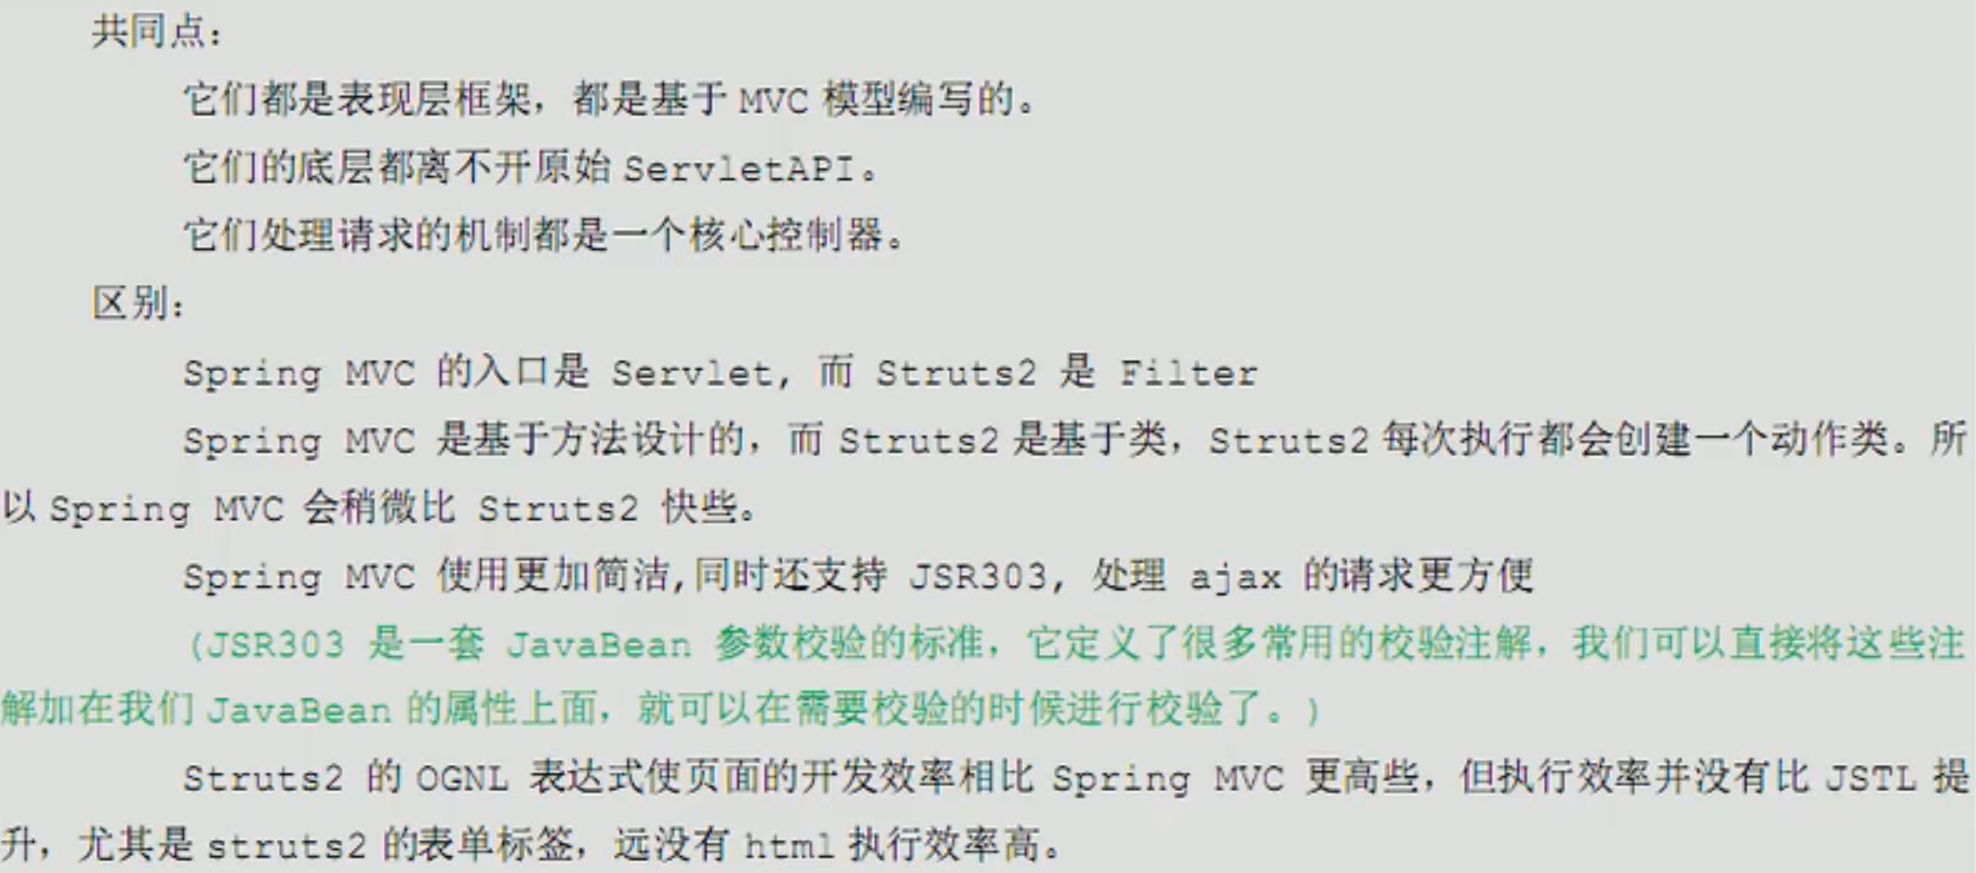 共同点：
它们都是表现层框架，都是基于 MVC 模型编写的。
它们的底层都离不开原始 ServletAPI。
它们处理请求的机制都是一个核心控制器。
区别：
Spring MVC 的入口是 Servlet, 而 Struts2 是 Filter
Spring MVC 是基于方法设计的，而 Struts2 是基于类，Struts2 每次执行都会创建一个动作类。所
以 Spring MVC 会稍微比 Struts2 快些。
Spring MVC 使用更加简洁,同时还支持 JSR303, 处理 ajax 的请求更方便
(JSR303 是一套 JavaBean 参数校验的标准，它定义了很多常用的校验注解，我们可以直接将这些注
解加在我们 JavaBean 的属性上面，就可以在需要校验的时候进行校验了。)
Struts2 的 OGNL 表达式使页面的开发效率相比 Spring MVC 更高些，但执行效率并没有比 JSTL 提
升，尤其是 struts2 的表单标签，远没有 html 执行效率高。